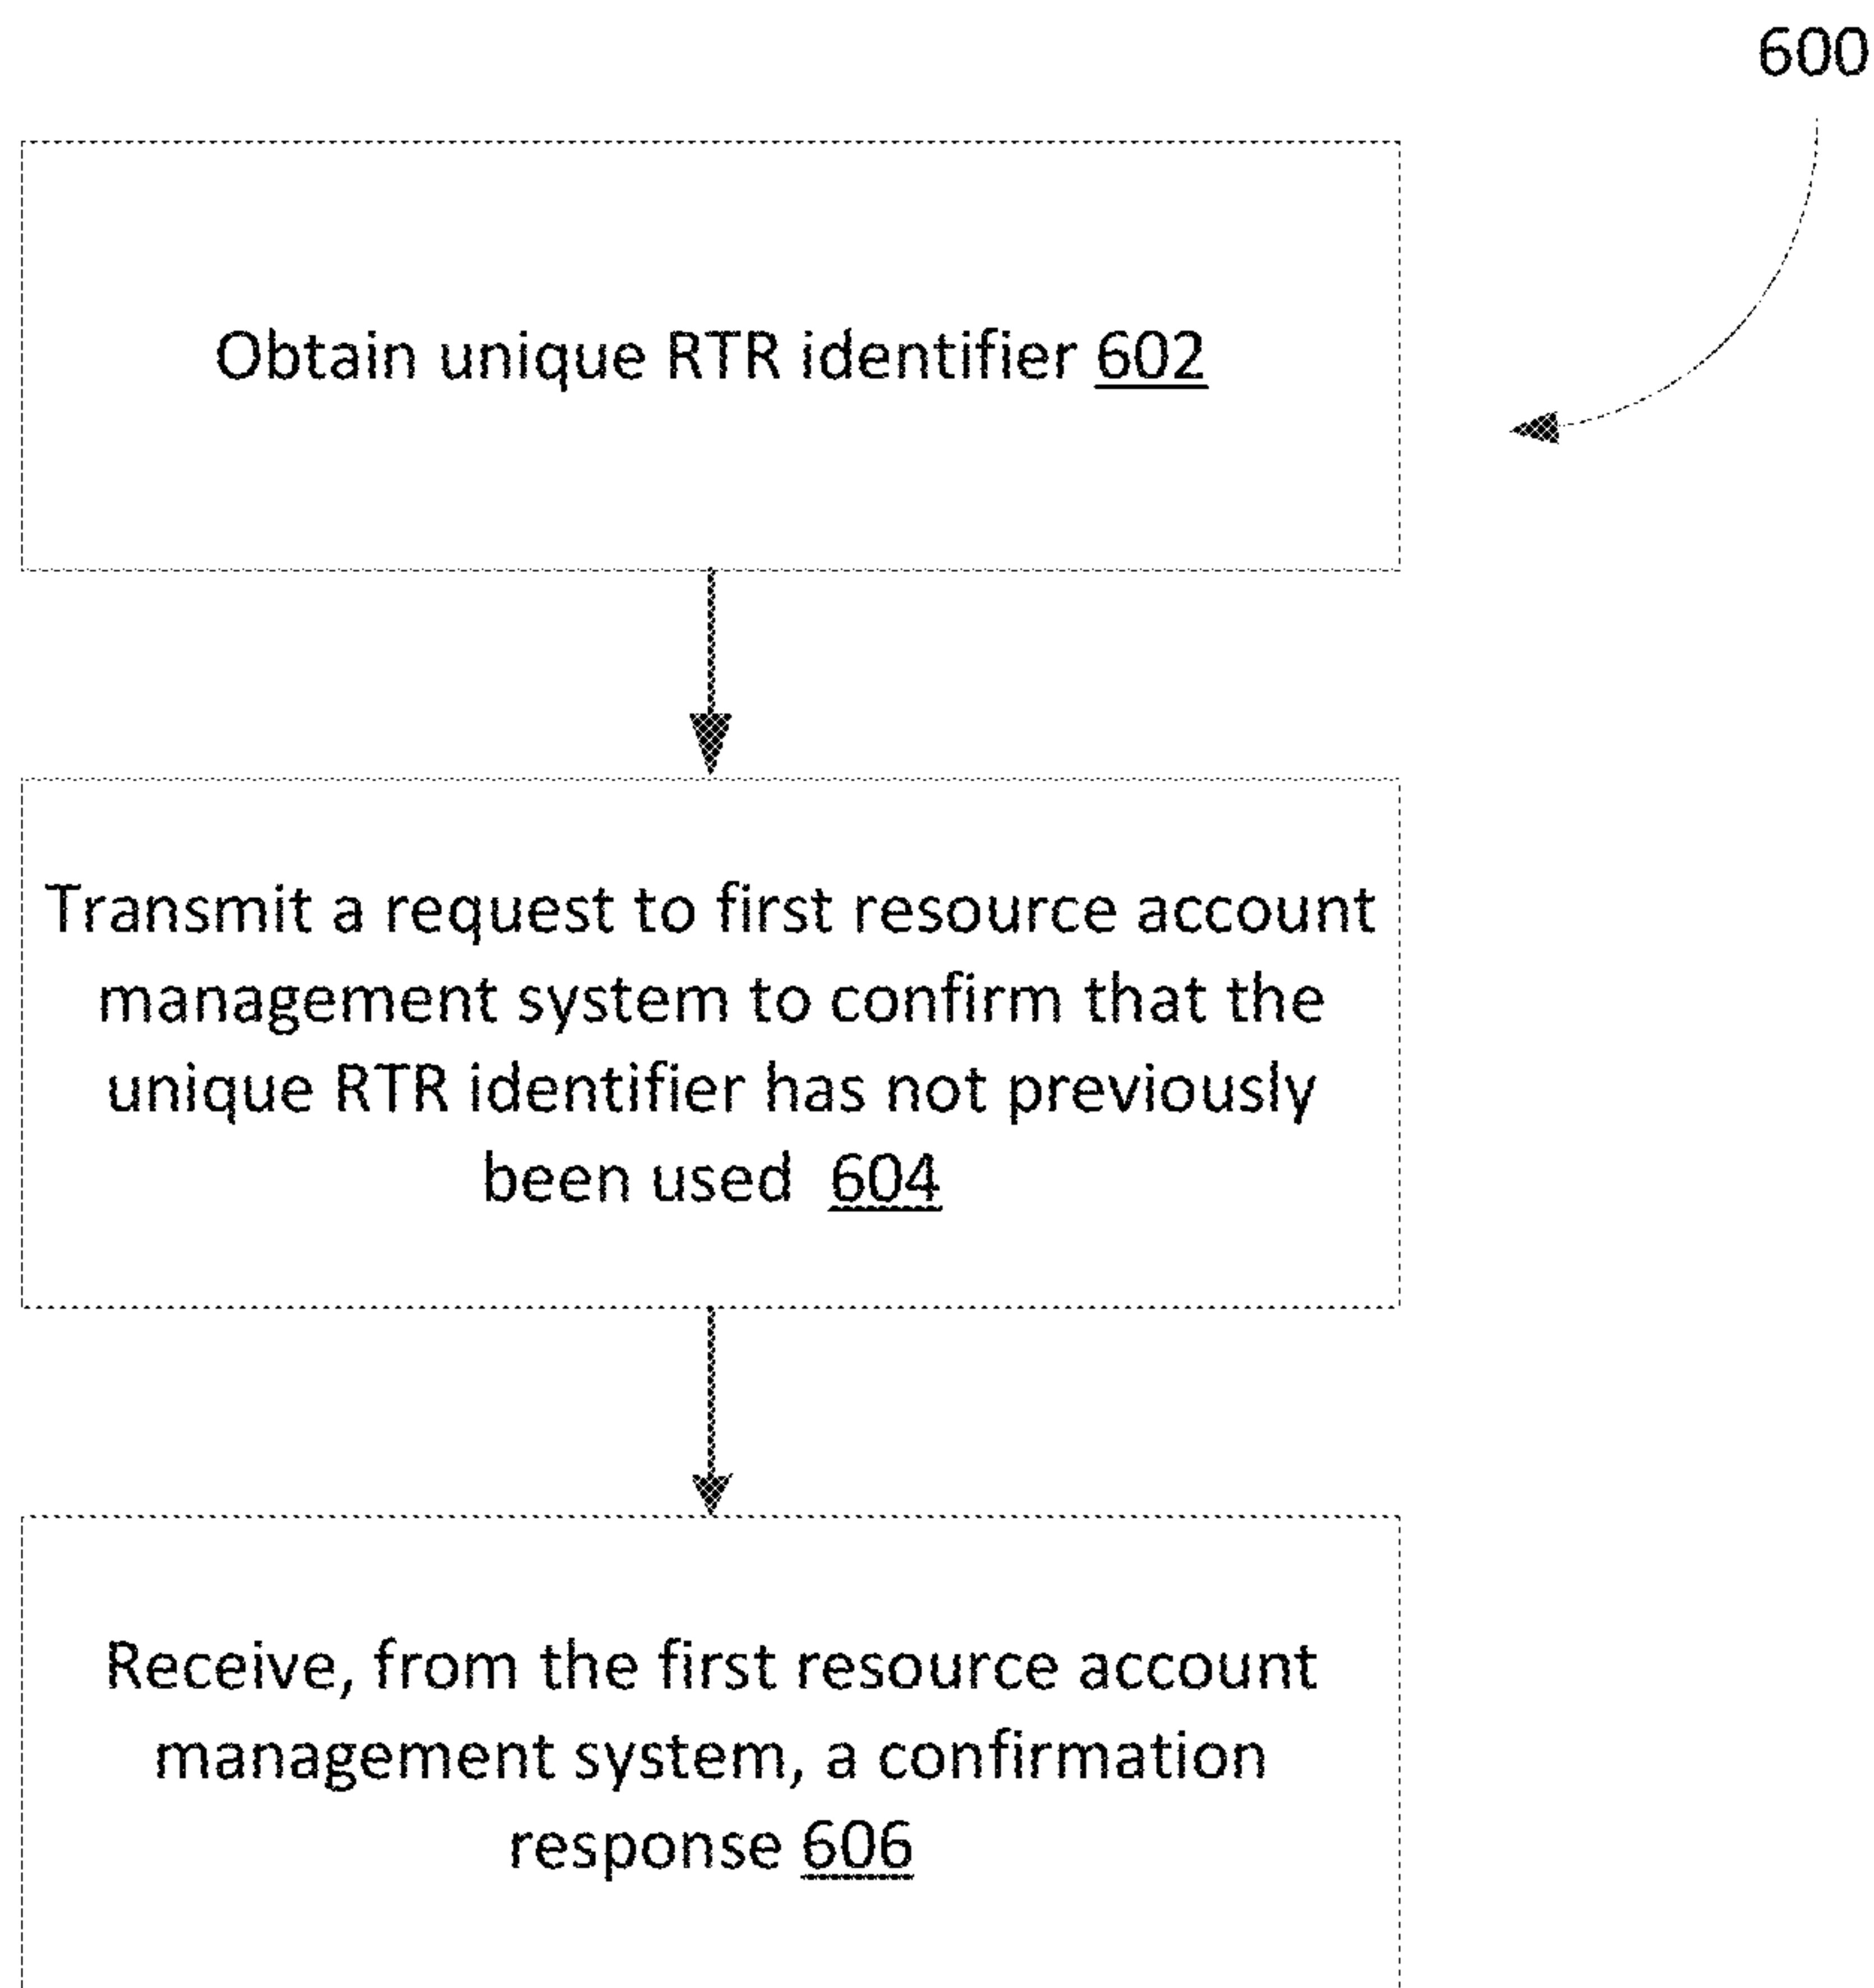 600
Obtain unique RTR identifier 602
Transmit a request to first resource account
management system to confirm that the
unique RTR identifier has not previously
been used 604
Receive, from the first resource account
management system, a confirmation
response 606